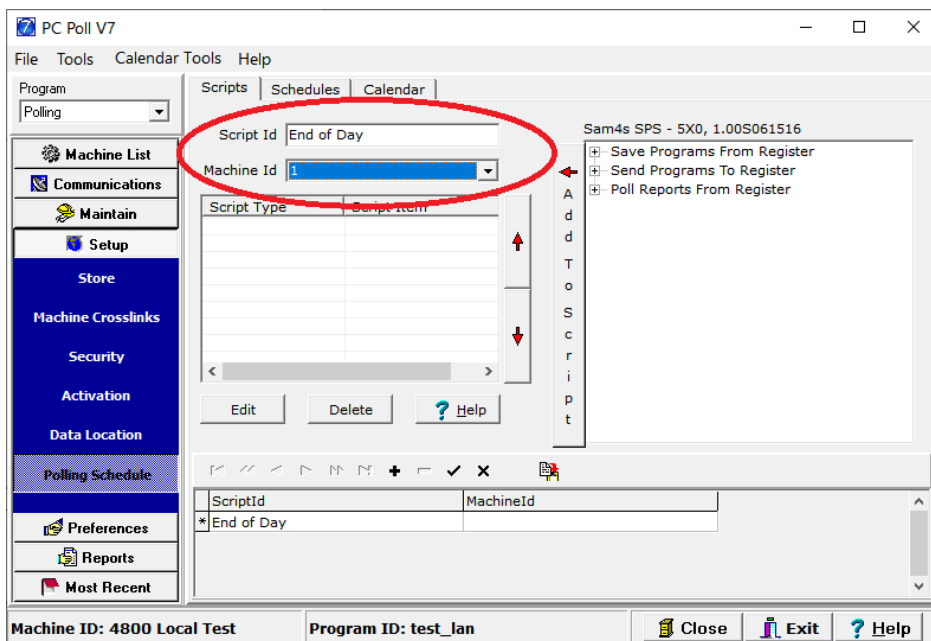 7 PC Poll V7
File Tools Calendar Tools Help
Program
Polling
Machine List
Communications
Maintain
Setup
Store
Machine Crosslinks
Security
Activation
Data Location
Polling Schedule
Preferences
Reports
Most Recent
Scripts Schedules Calendar
Script Id End of Day
Machine Id 1
Script Type Script Item
Edit Delete ? Help
Add To Script
Sam4s SPS - 5X0, 1.00S061516
Save Programs From Register
Send Programs To Register
Poll Reports From Register
ScriptId MachineId
* End of Day
Machine ID: 4800 Local Test Program ID: test_lan Close Exit ? Help